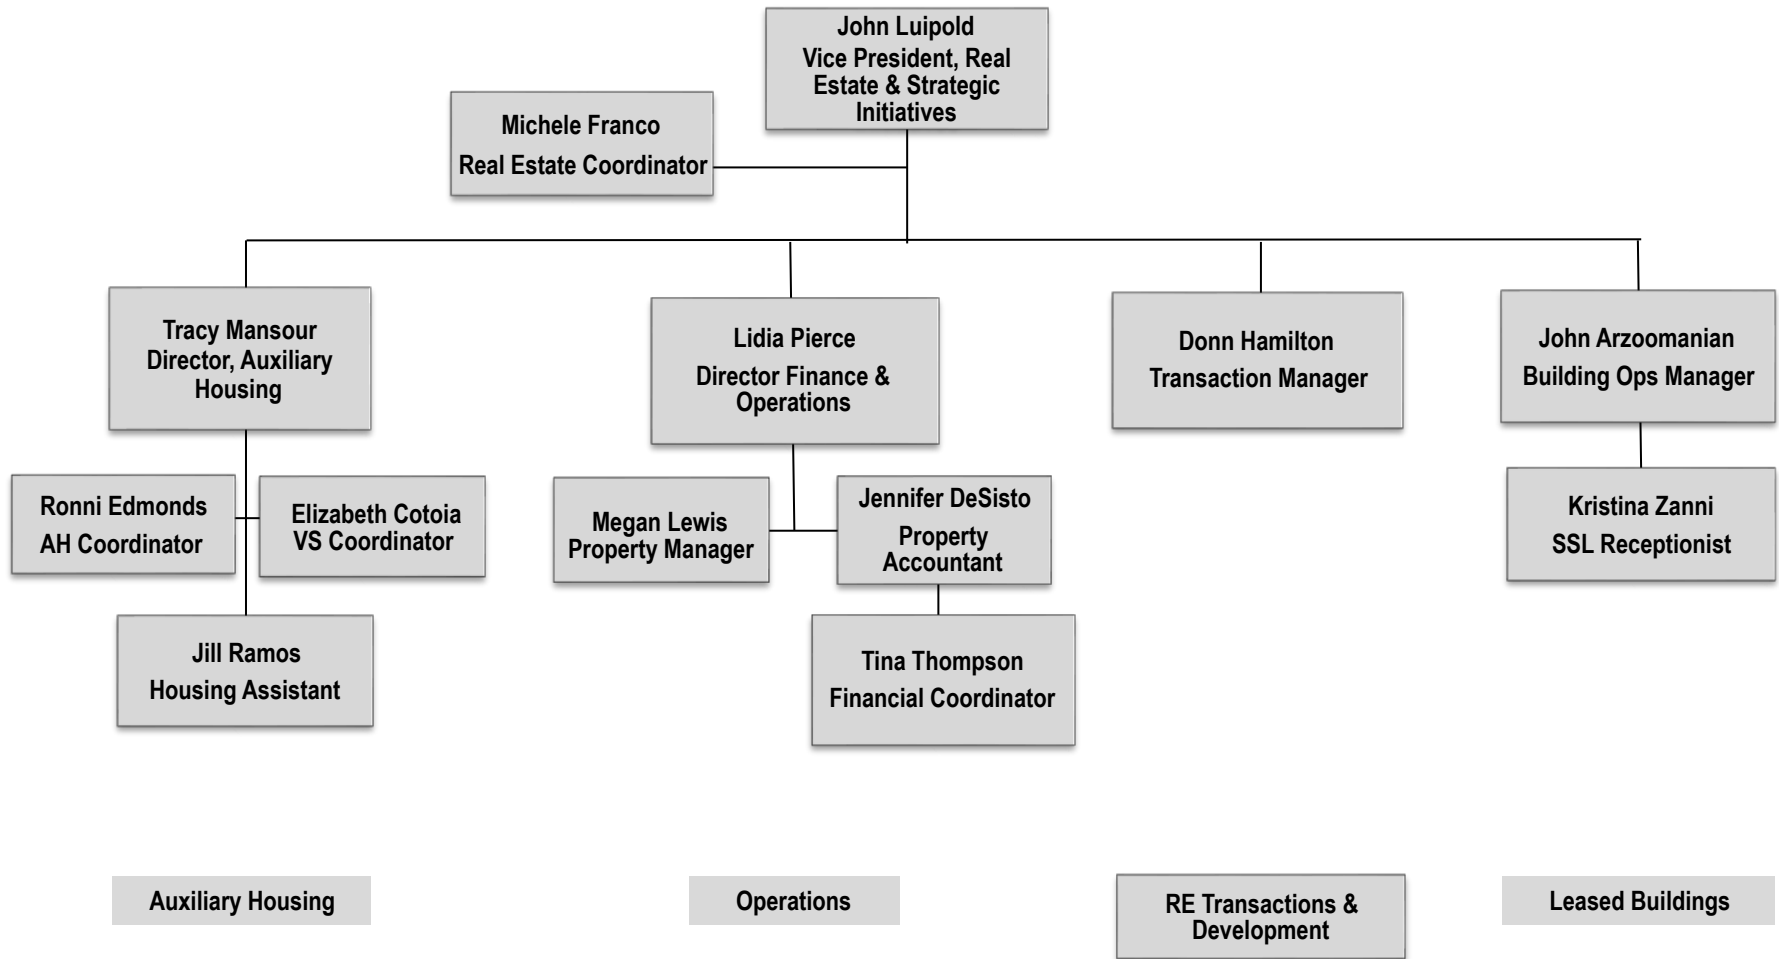 John Luipold
Vice President, Real
Estate & Strategic
Initiatives
Michele Franco
Real Estate Coordinator
Tracy Mansour
Director, Auxiliary
Housing
Lidia Pierce
Director Finance &
Operations
Donn Hamilton
Transaction Manager
John Arzoomanian
Building Ops Manager
Ronni Edmonds
AH Coordinator
Elizabeth Cotoia
VS Coordinator
Megan Lewis
Property Manager
Jennifer DeSisto
Property
Accountant
Kristina Zanni
SSL Receptionist
Jill Ramos
Housing Assistant
Tina Thompson
Financial Coordinator
Auxiliary Housing
Operations
RE Transactions &
Development
Leased Buildings